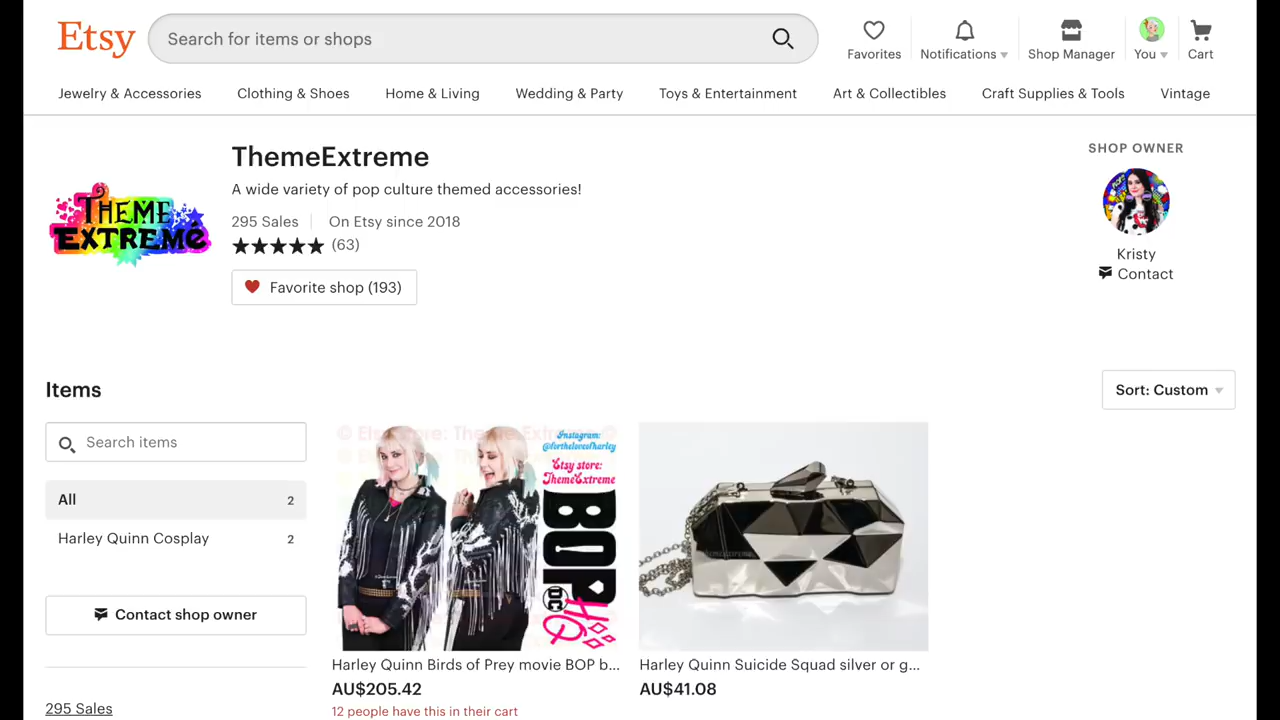 Etsy
Search for items or shops
Favorites
Notifications
Shop Manager
You
Cart
Jewelry & Accessories
Clothing & Shoes
Home & Living
Wedding & Party
Toys & Entertainment
Art & Collectibles
Craft Supplies & Tools
Vintage
THEME
EXTREME
ThemeExtreme
A wide variety of pop culture themed accessories!
295 Sales
On Etsy since 2018
(63)
Favorite shop (193)
SHOP OWNER
Kristy
Contact
Items
Sort: Custom
Search items
All 2
Harley Quinn Cosplay 2
Contact shop owner
295 Sales
Instagram:
@fortheloveofharley
Etsy store:
ThemeExtreme
BOP
DC
HQ
Harley Quinn Birds of Prey movie BOP b...
AU$205.42
12 people have this in their cart
Harley Quinn Suicide Squad silver or g...
AU$41.08